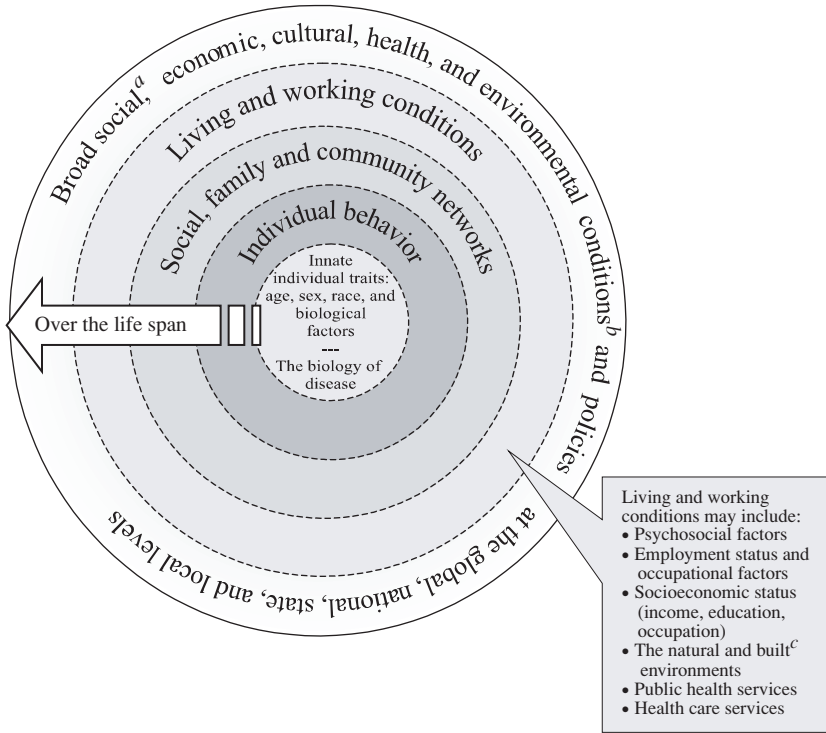 Broad social,a economic, cultural, health, and environmental conditionsb and policies
at the global, national, state, and local levels
Living and working conditions
Social, family and community networks
Individual behavior
Innate
individual traits:
age, sex, race, and
biological
factors
---
The biology of
disease
Over the life span
Living and working
conditions may include:
• Psychosocial factors
• Employment status and
occupational factors
• Socioeconomic status
(income, education,
occupation)
• The natural and builtc
environments
• Public health services
• Health care services